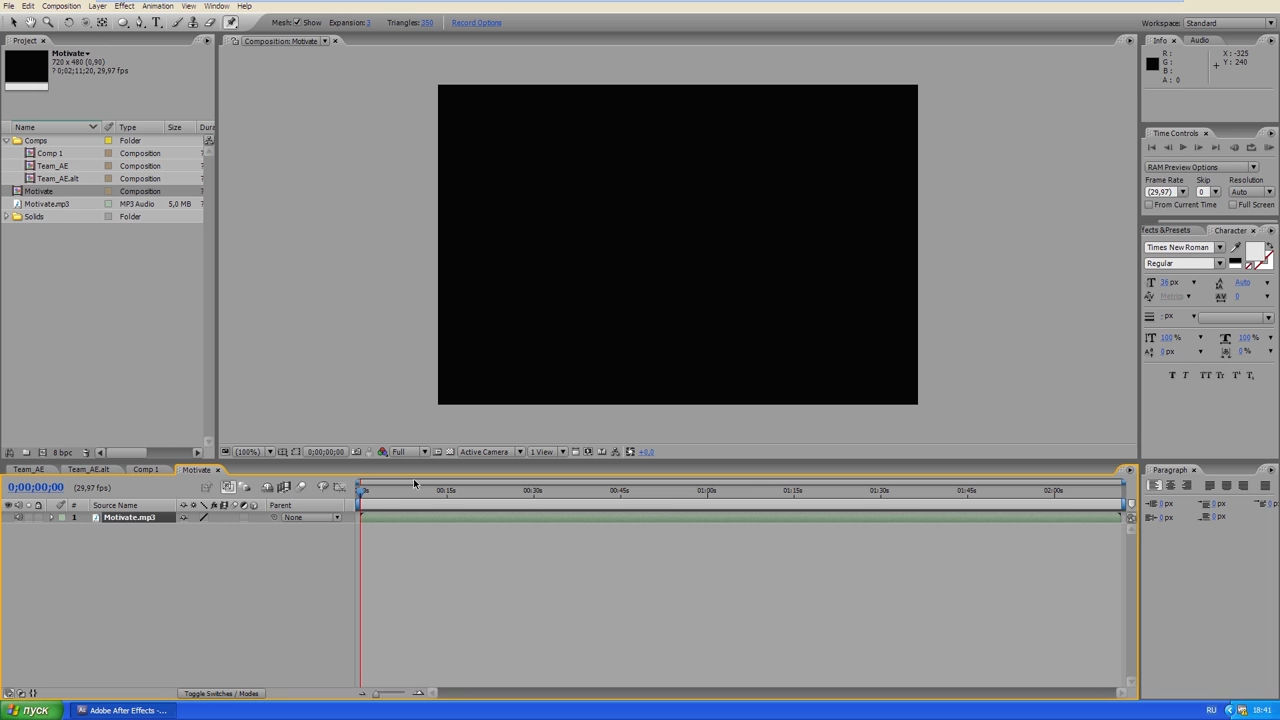 File Edit Composition Layer Effect Animation View Window Help
Mesh: Show Expansion: 3 Triangles: 350 Record Options
Workspace: Standard
Project
Composition: Motivate
Info Audio
Motivate
720 x 480 (0,90)
? 0;02;11;20, 29,97 fps
R :
G :
B :
A : 0
X : -325
Y : 240
Name Type Size Dura
Comps Folder
Comp 1 Composition ?
Team_AE Composition ?
Team_AE.alt Composition ?
Motivate Composition ?
Motivate.mp3 MP3 Audio 5,0 MB ?
Solids Folder
Time Controls
RAM Preview Options
Frame Rate Skip Resolution
(29,97) 0 Auto
From Current Time Full Screen
fects &Presets Character
Times New Roman
Regular
36 px Auto
Metrics 0
- px
100 % 100 %
0 px 0 %
T T TT Tr T¹ T,
8 bpc
(100%) 0;00;00;00 Full Active Camera 1 View +0,0
Team_AE Team_AE.alt Comp 1 Motivate
0;00;00;00 (29,97 fps)
0s 00:15s 00:30s 00:45s 01:00s 01:15s 01:30s 01:45s 02:00s
# Source Name Parent
1 Motivate.mp3 None
Paragraph
0 px 0 px 0 px
0 px 0 px
Toggle Switches / Modes
пуск Adobe After Effects -... RU 18:41